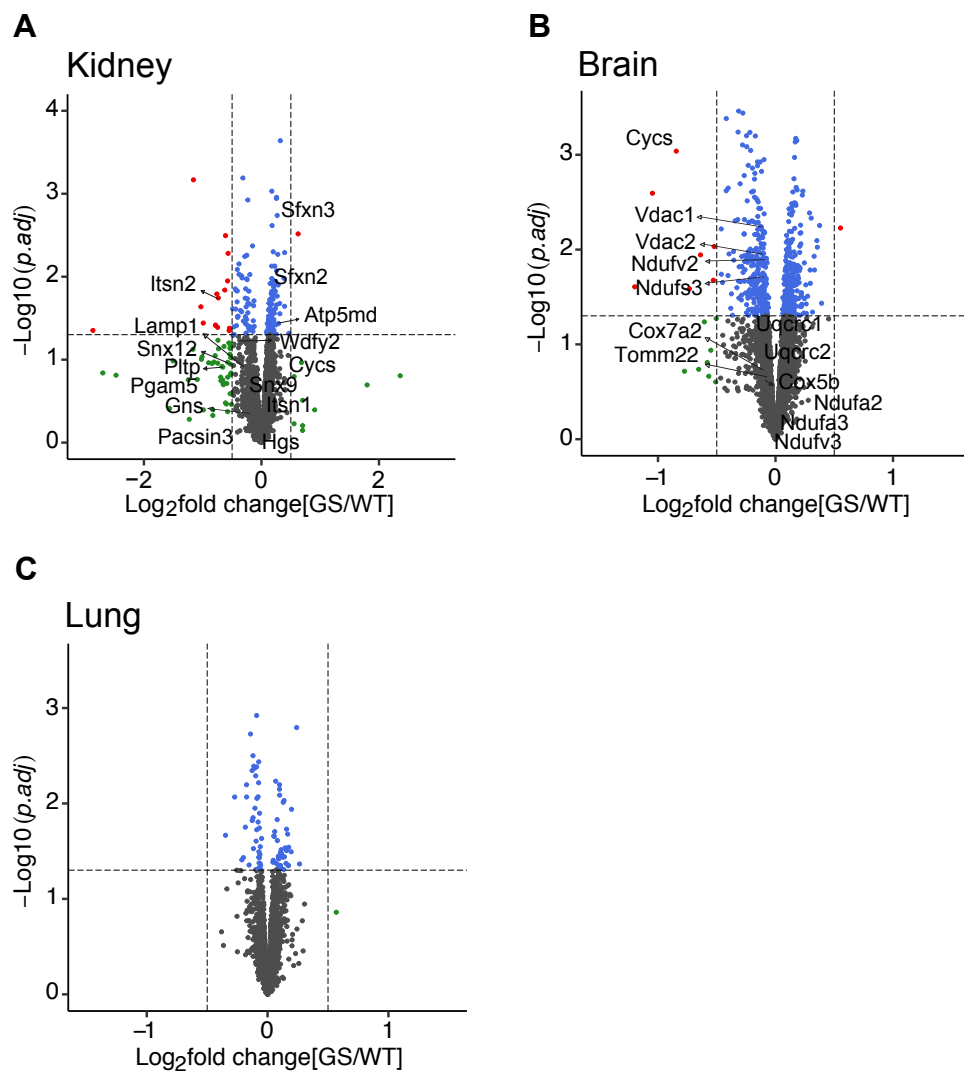 A
Kidney
4
3
2
1
0
−Log10 (p.adj)
Sfxn3
Itsn2
Sfxn2
Lamp1
Atp5md
Snx12
Wdfy2
Pltp
Cycs
Pgam5
Snx9
Gns
Itsn1
Pacsin3
Hgs
−2
0
2
Log2fold change[GS/WT]
B
Brain
3
2
1
0
−Log10 (p.adj)
Cycs
Vdac1
Vdac2
Ndufv2
Ndufs3
Cox7a2
Uqcrc1
Tomm22
Uqcrc2
Cox5b
Ndufa2
Ndufa3
Ndufv3
−1
0
1
Log2fold change[GS/WT]
C
Lung
3
2
1
0
−Log10 (p.adj)
-1
0
1
Log2fold change[GS/WT]